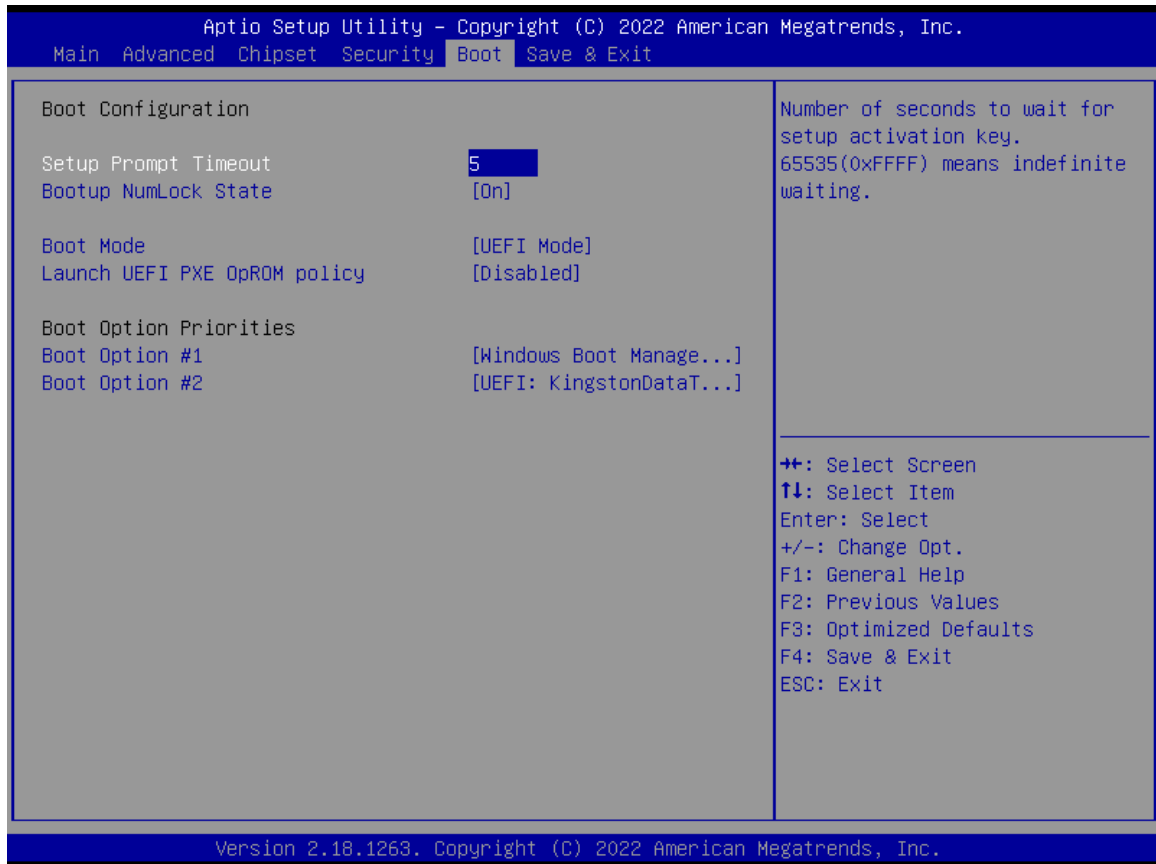 Aptio Setup Utility – Copyright (C) 2022 American Megatrends, Inc.
Main Advanced Chipset Security Boot Save & Exit
Boot Configuration
Setup Prompt Timeout 5
Bootup NumLock State [On]
Boot Mode [UEFI Mode]
Launch UEFI PXE OpROM policy [Disabled]
Boot Option Priorities
Boot Option #1 [Windows Boot Manage...]
Boot Option #2 [UEFI: KingstonDataT...]
Number of seconds to wait for
setup activation key.
65535(0xFFFF) means indefinite
waiting.
→←: Select Screen
↑↓: Select Item
Enter: Select
+/-: Change Opt.
F1: General Help
F2: Previous Values
F3: Optimized Defaults
F4: Save & Exit
ESC: Exit
Version 2.18.1263. Copyright (C) 2022 American Megatrends, Inc.